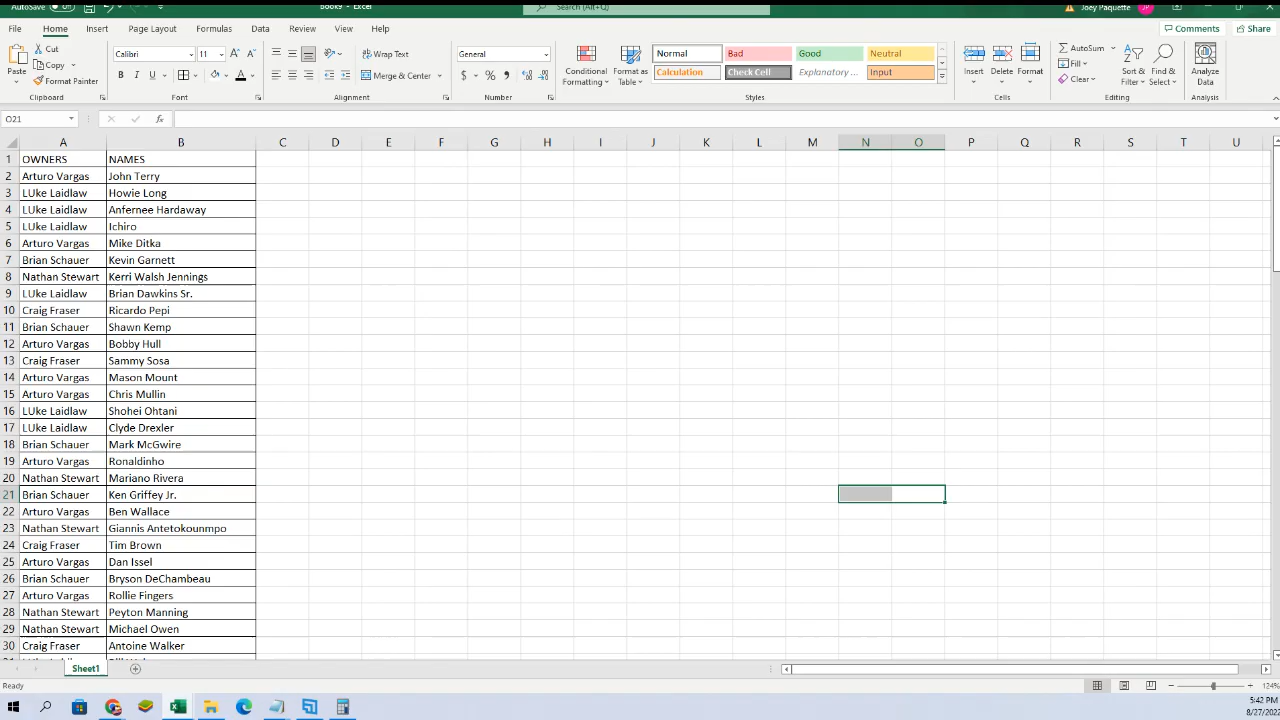 AutoSave Book9 - Excel Search (Alt+Q) Joey Paquette JP
File Home Insert Page Layout Formulas Data Review View Help Comments Share
Paste Cut Copy Format Painter
Calibri 11 B I U A
Wrap Text Merge & Center
General $ %
Conditional Formatting Format as Table
Normal Bad Good Neutral
Calculation Check Cell Explanatory ... Input
Insert Delete Format
AutoSum Fill Clear Sort & Filter Find & Select Analyze Data
Clipboard Font Alignment Number Styles Cells Editing Analysis
O21 fx
A B C D E F G H I J K L M N O P Q R S T U
1 OWNERS NAMES
2 Arturo Vargas John Terry
3 LUke Laidlaw Howie Long
4 LUke Laidlaw Anfernee Hardaway
5 LUke Laidlaw Ichiro
6 Arturo Vargas Mike Ditka
7 Brian Schauer Kevin Garnett
8 Nathan Stewart Kerri Walsh Jennings
9 LUke Laidlaw Brian Dawkins Sr.
10 Craig Fraser Ricardo Pepi
11 Brian Schauer Shawn Kemp
12 Arturo Vargas Bobby Hull
13 Craig Fraser Sammy Sosa
14 Arturo Vargas Mason Mount
15 Arturo Vargas Chris Mullin
16 LUke Laidlaw Shohei Ohtani
17 LUke Laidlaw Clyde Drexler
18 Brian Schauer Mark McGwire
19 Arturo Vargas Ronaldinho
20 Nathan Stewart Mariano Rivera
21 Brian Schauer Ken Griffey Jr.
22 Arturo Vargas Ben Wallace
23 Nathan Stewart Giannis Antetokounmpo
24 Craig Fraser Tim Brown
25 Arturo Vargas Dan Issel
26 Brian Schauer Bryson DeChambeau
27 Arturo Vargas Rollie Fingers
28 Nathan Stewart Peyton Manning
29 Nathan Stewart Michael Owen
30 Craig Fraser Antoine Walker
Sheet1
Ready 124%
5:42 PM
8/27/2022